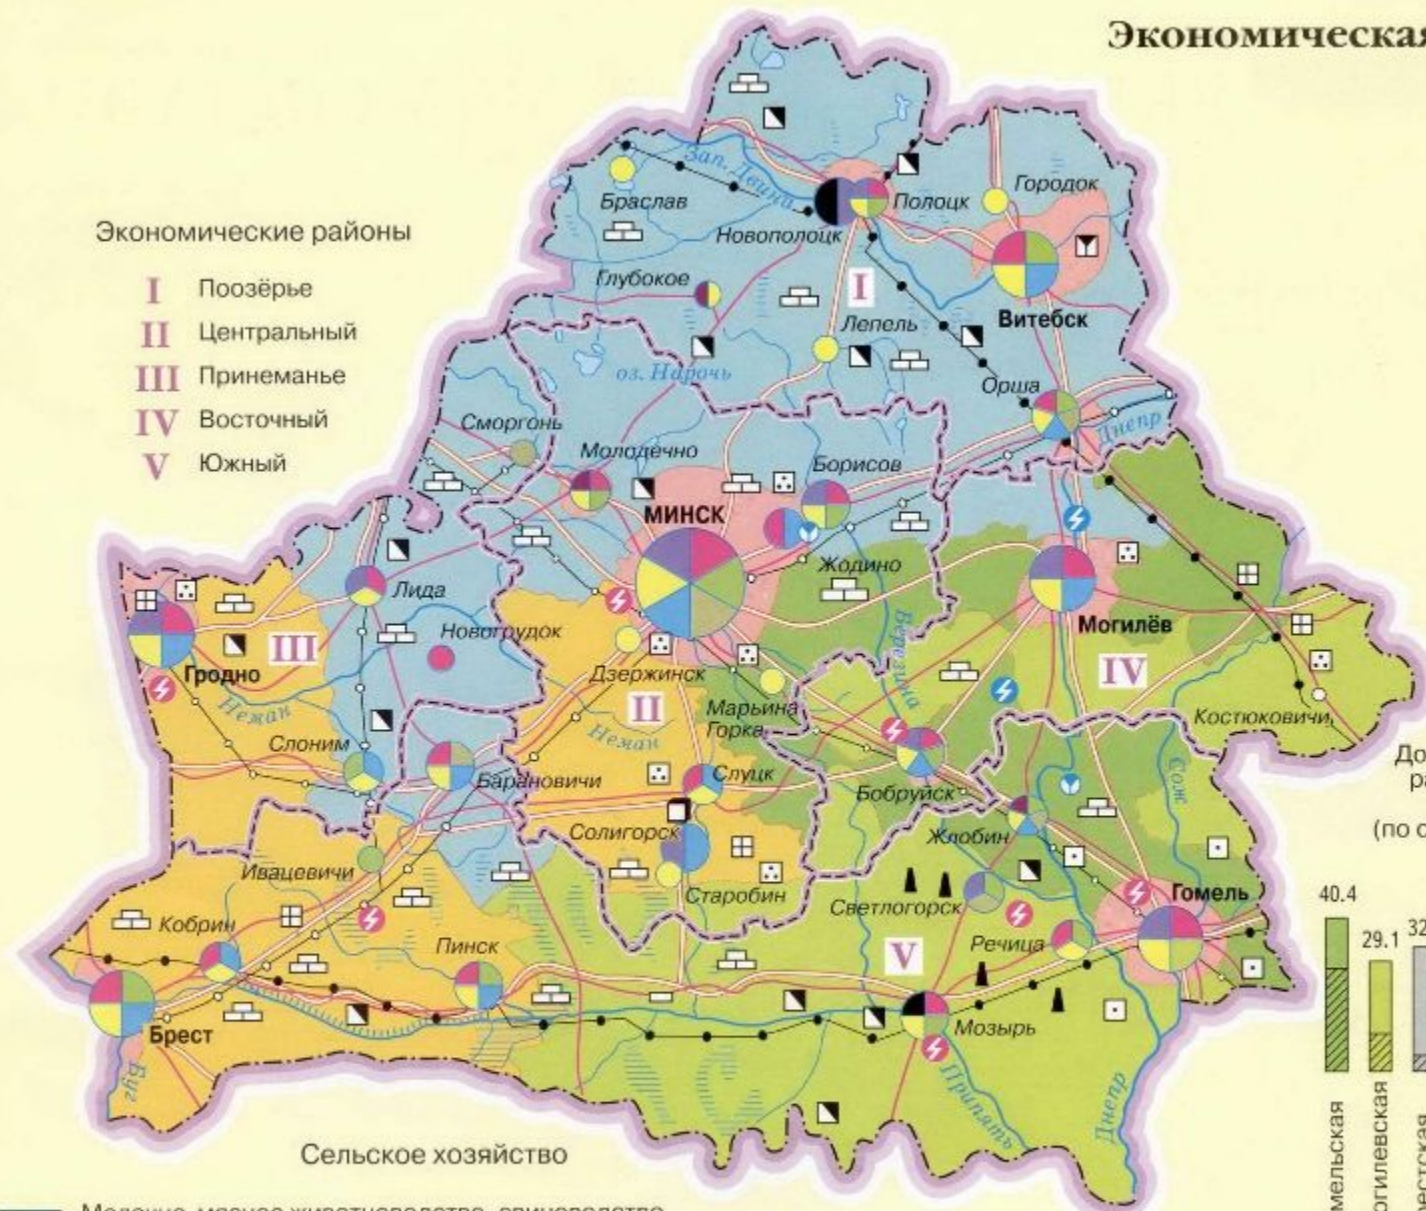 Экономическая
Экономические районы
I Поозёрье
II Центральный
III Принеманье
IV Восточный
V Южный
Зап. Двина
Браслав
Полоцк
Городок
Новополоцк
Глубокое
I
Лепель
Витебск
оз. Нарочь
Орша
Днепр
Сморгонь
Молодечно
Борисов
МИНСК
Жодино
Березина
Лида
Могилёв
Новогрудок
III
Гродно
Неман
Дзержинск
II
Неман
Марьина
Горка
IV
Костюковичи
Слоним
Барановичи
Слуцк
Бобруйск
Сож
Солигорск
Жлобин
Ивацевичи
Старобин
Светлогорск
Гомель
Кобрин
Пинск
V
Речица
Брест
Мозырь
Буг
Припять
Днепр
(по
40.4
29.1
32
Сельское хозяйство